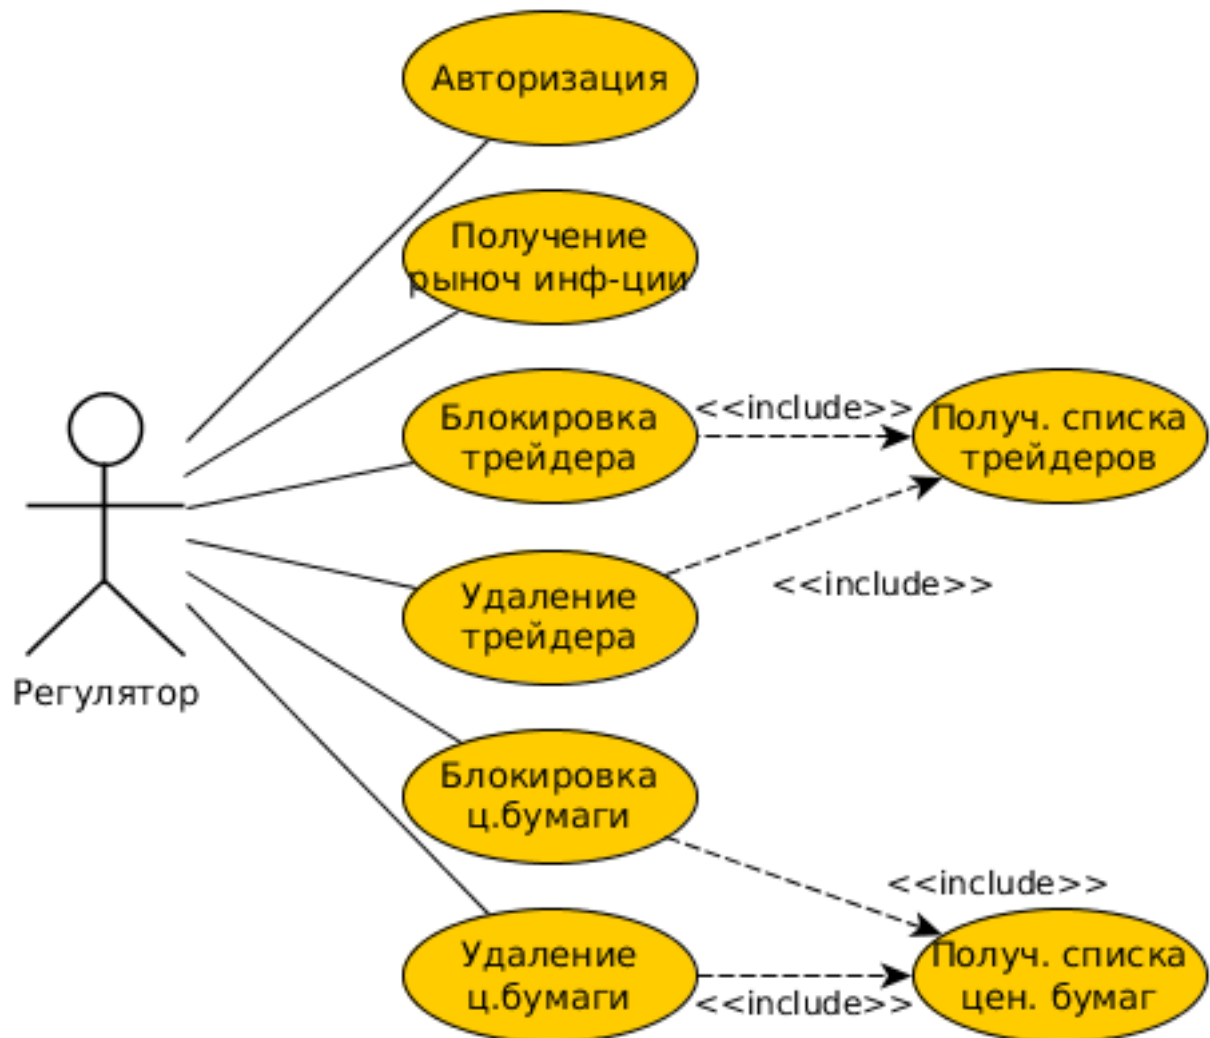 Авторизация
Получение
рыноч инф-ции
Блокировка
трейдера
<<include>>
Получ. списка
трейдеров
Удаление
трейдера
<<include>>
Регулятор
Блокировка
ц.бумаги
<<include>>
Удаление
ц.бумаги
<<include>>
Получ. списка
цен. бумаг